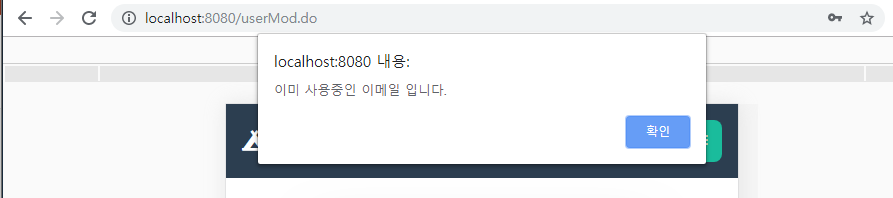 localhost:8080/userMod.do
localhost:8080 내용:
이미 사용중인 이메일 입니다.
확인